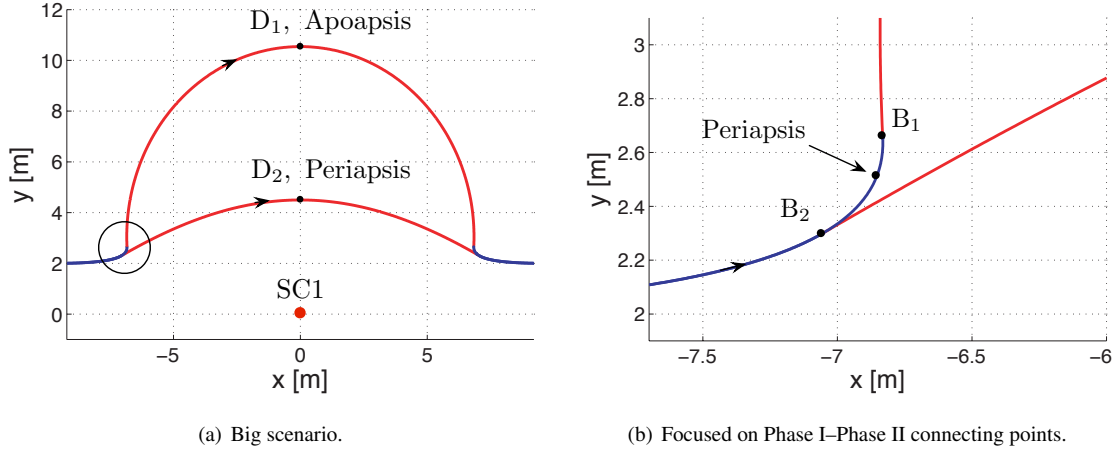 12
10
8
6
4
2
0
y [m]
−5
0
5
x [m]
D1, Apoapsis
D2, Periapsis
SC1
(a) Big scenario.
3
2.8
2.6
2.4
2.2
2
y [m]
−7.5
−7
−6.5
−6
x [m]
B1
Periapsis
B2
(b) Focused on Phase I–Phase II connecting points.